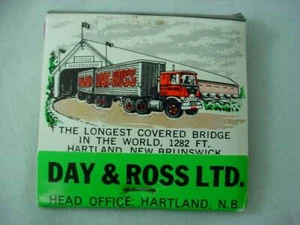 DAY & ROSS
THE LONGEST COVERED BRIDGE
IN THE WORLD, 1282 FT.
HARTLAND, NEW BRUNSWICK
DAY & ROSS LTD.
HEAD OFFICE: HARTLAND, N.B.